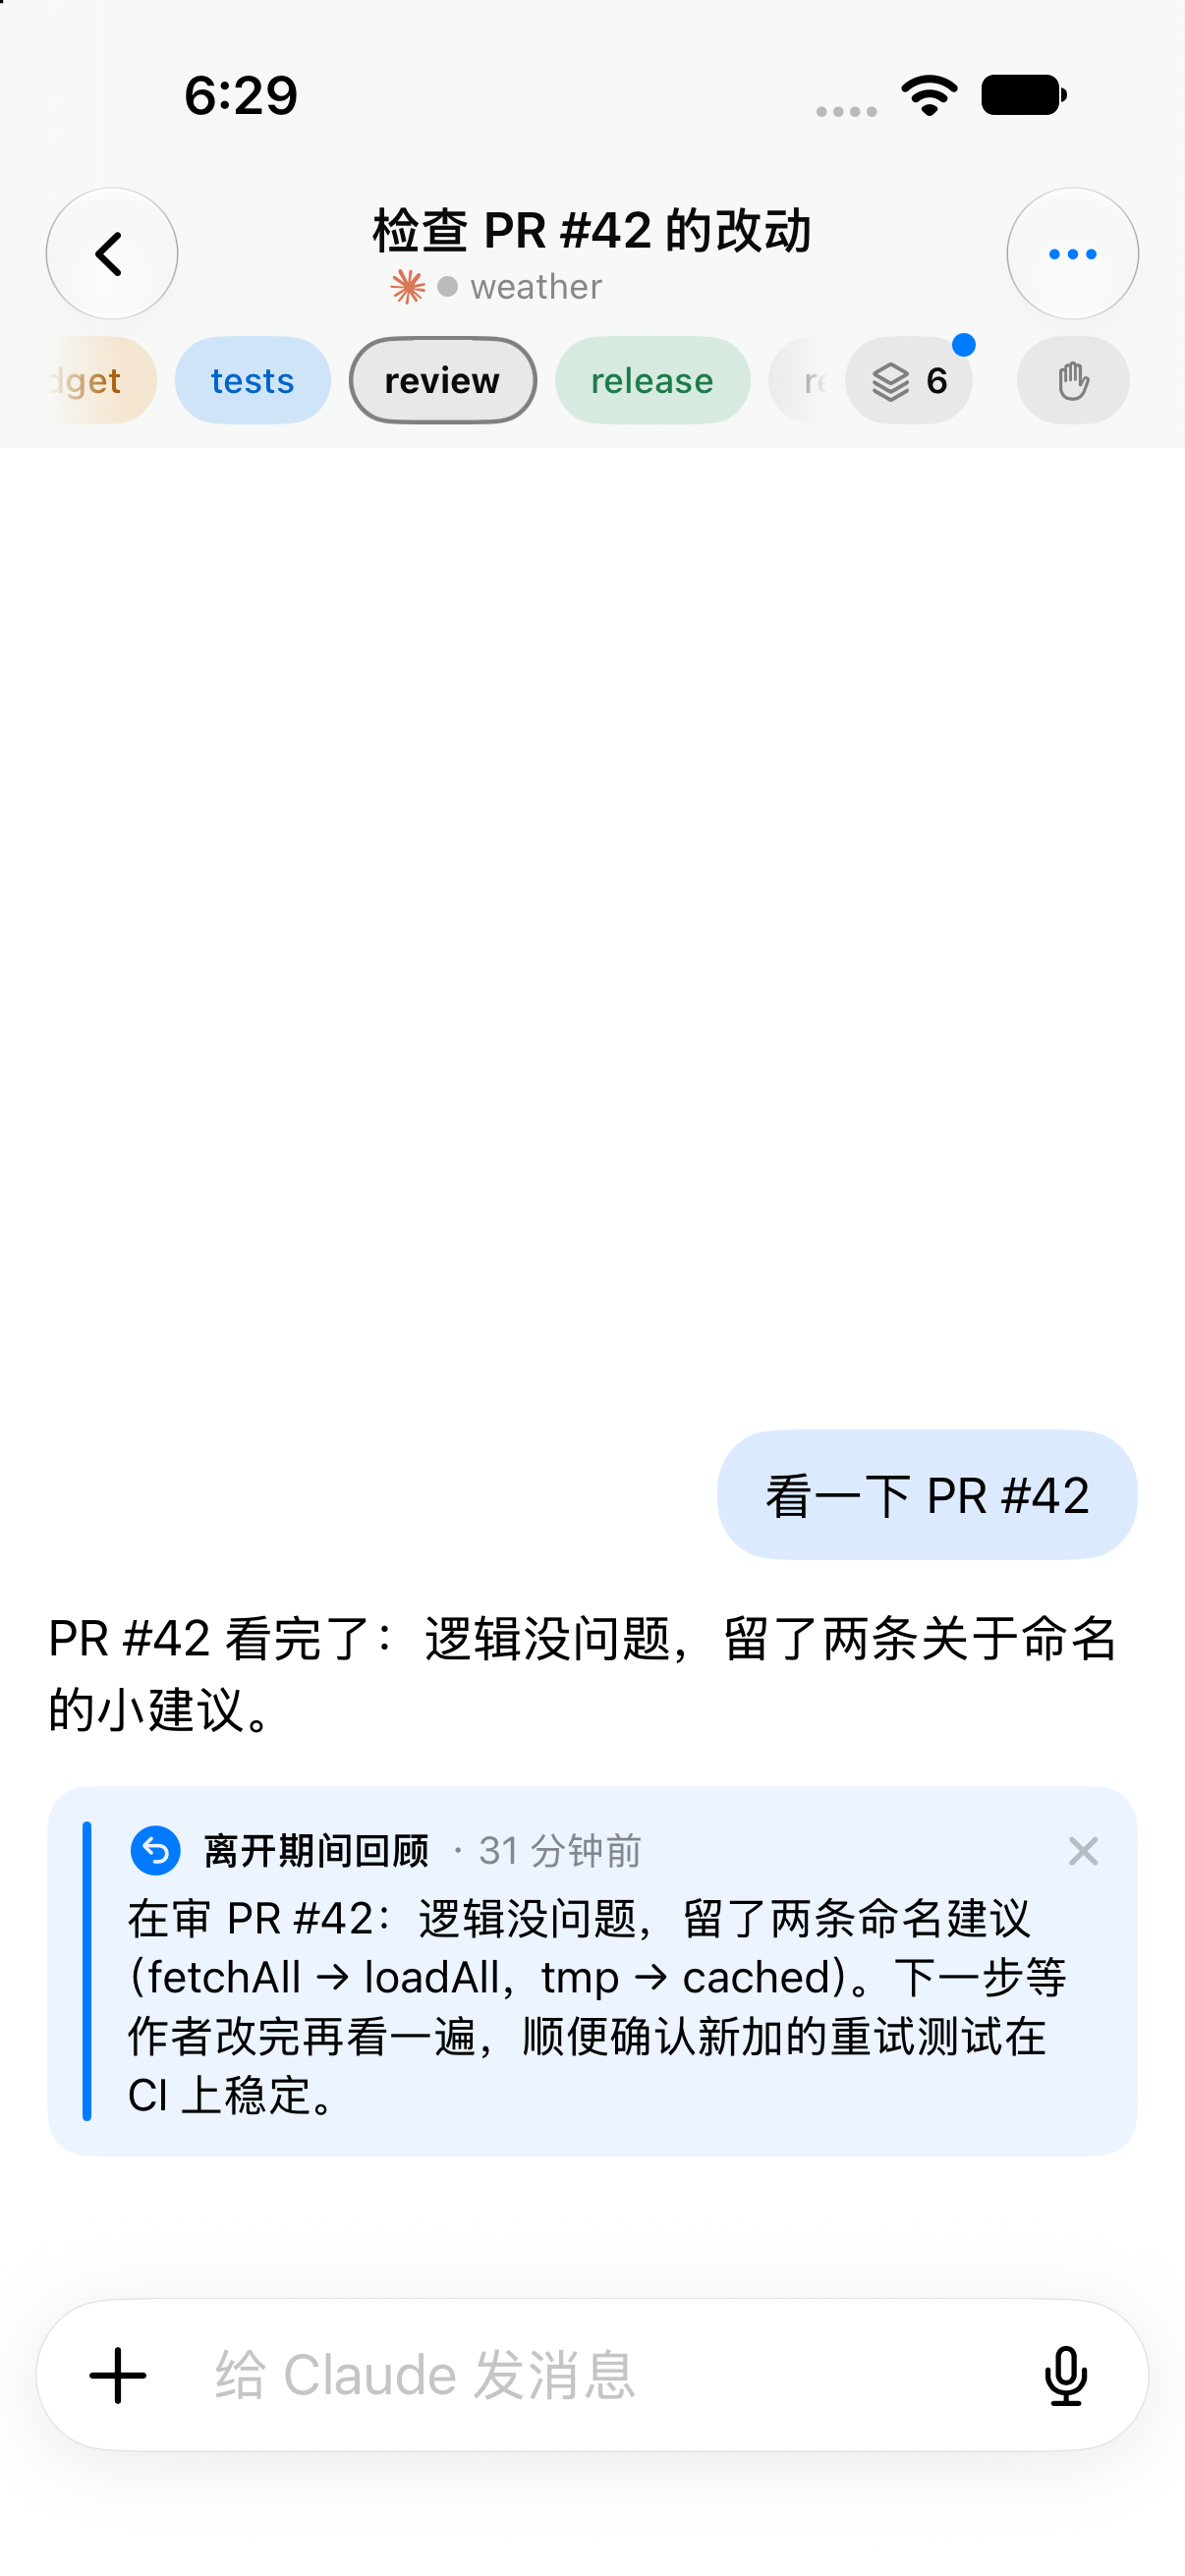 6:29
检查 PR #42 的改动
weather
dget
tests
review
release
re
6
看一下 PR #42
PR #42 看完了：逻辑没问题，留了两条关于命名
的小建议。
离开期间回顾 · 31 分钟前
在审 PR #42：逻辑没问题，留了两条命名建议
（fetchAll → loadAll，tmp → cached）。下一步等
作者改完再看一遍，顺便确认新加的重试测试在
CI 上稳定。
给 Claude 发消息